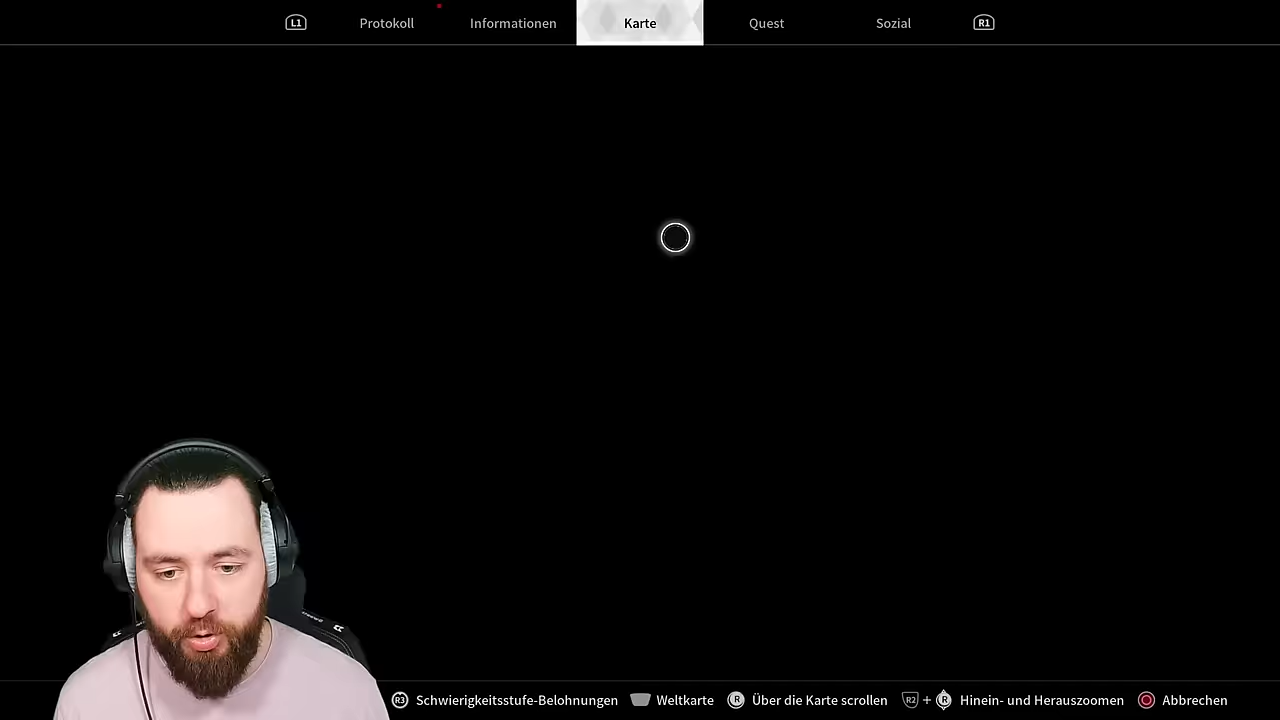 L1 Protokoll Informationen Karte Quest Sozial R1
R3 Schwierigkeitsstufe-Belohnungen Weltkarte R Über die Karte scrollen R2 + R Hinein- und Herauszoomen Abbrechen